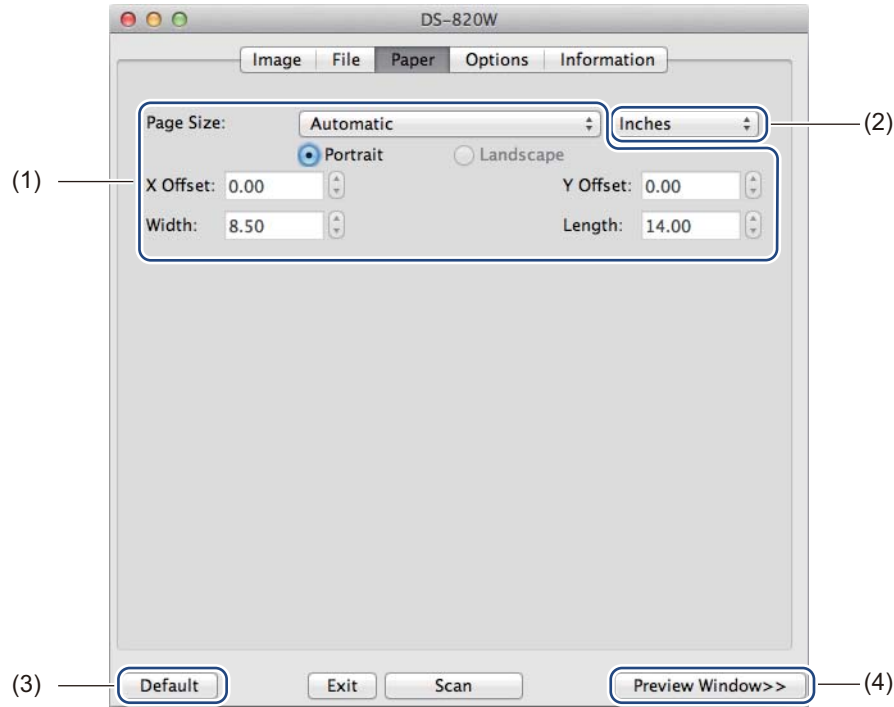 DS-820W
Image File Paper Options Information
Page Size: Automatic Inches (2)
Portrait Landscape
(1) X Offset: 0.00 Y Offset: 0.00
Width: 8.50 Length: 14.00
(3) Default Exit Scan Preview Window>> (4)